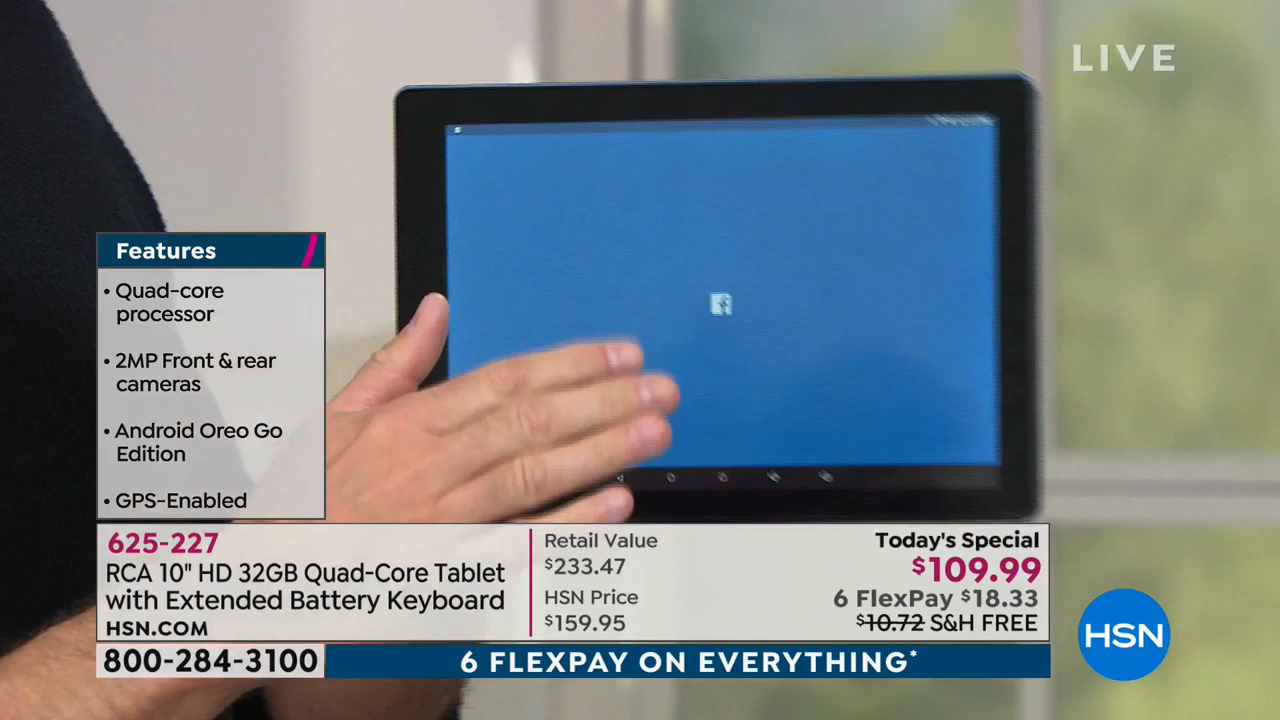 LIVE
Features
• Quad-core
processor
• 2MP Front & rear
cameras
• Android Oreo Go
Edition
• GPS-Enabled
625-227
RCA 10" HD 32GB Quad-Core Tablet
with Extended Battery Keyboard
HSN.COM
Retail Value
$233.47
HSN Price
$159.95
Today's Special
$109.99
6 FlexPay $18.33
$10.72 S&H FREE
800-284-3100
6 FLEXPAY ON EVERYTHING*
HSN